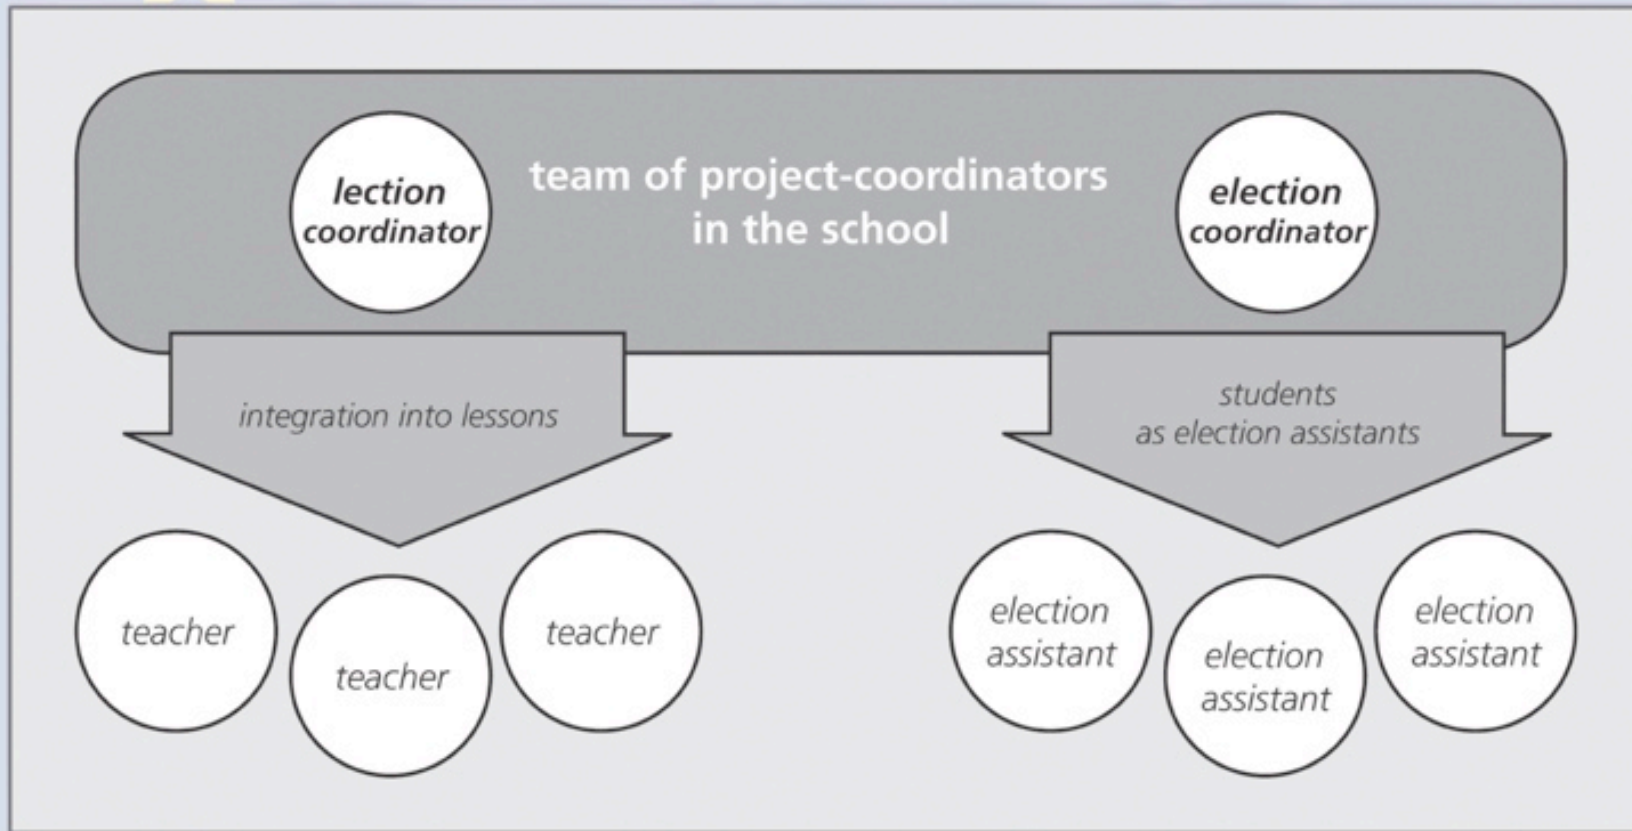 lection
coordinator
team of project-coordinators
in the school
election
coordinator
integration into lessons
students
as election assistants
teacher
teacher
teacher
election
assistant
election
assistant
election
assistant